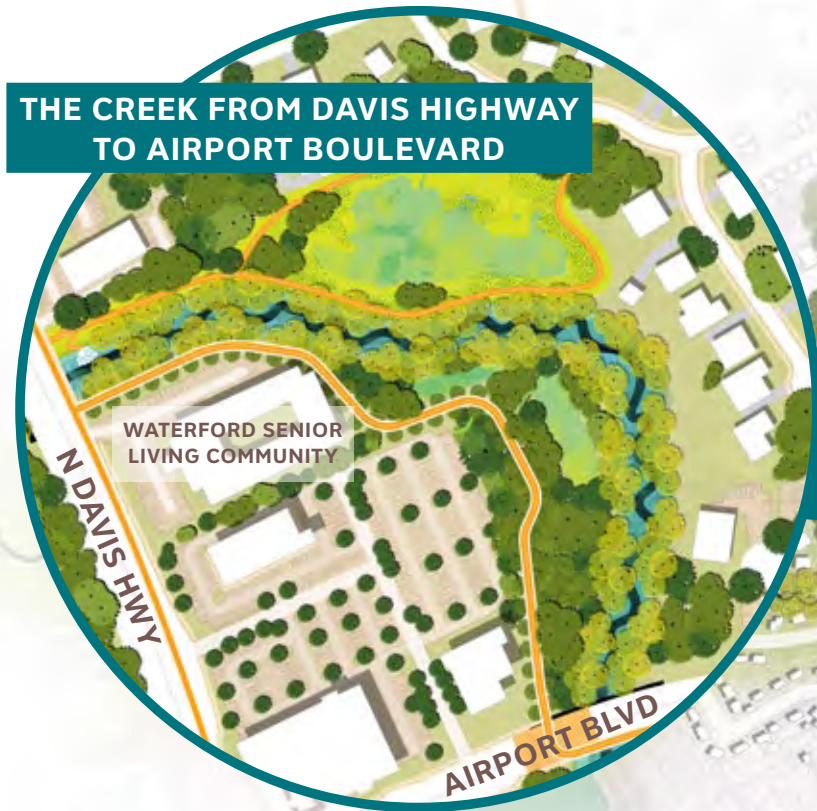 THE CREEK FROM DAVIS HIGHWAY
TO AIRPORT BOULEVARD
WATERFORD SENIOR
LIVING COMMUNITY
N DAVIS HWY
AIRPORT BLVD